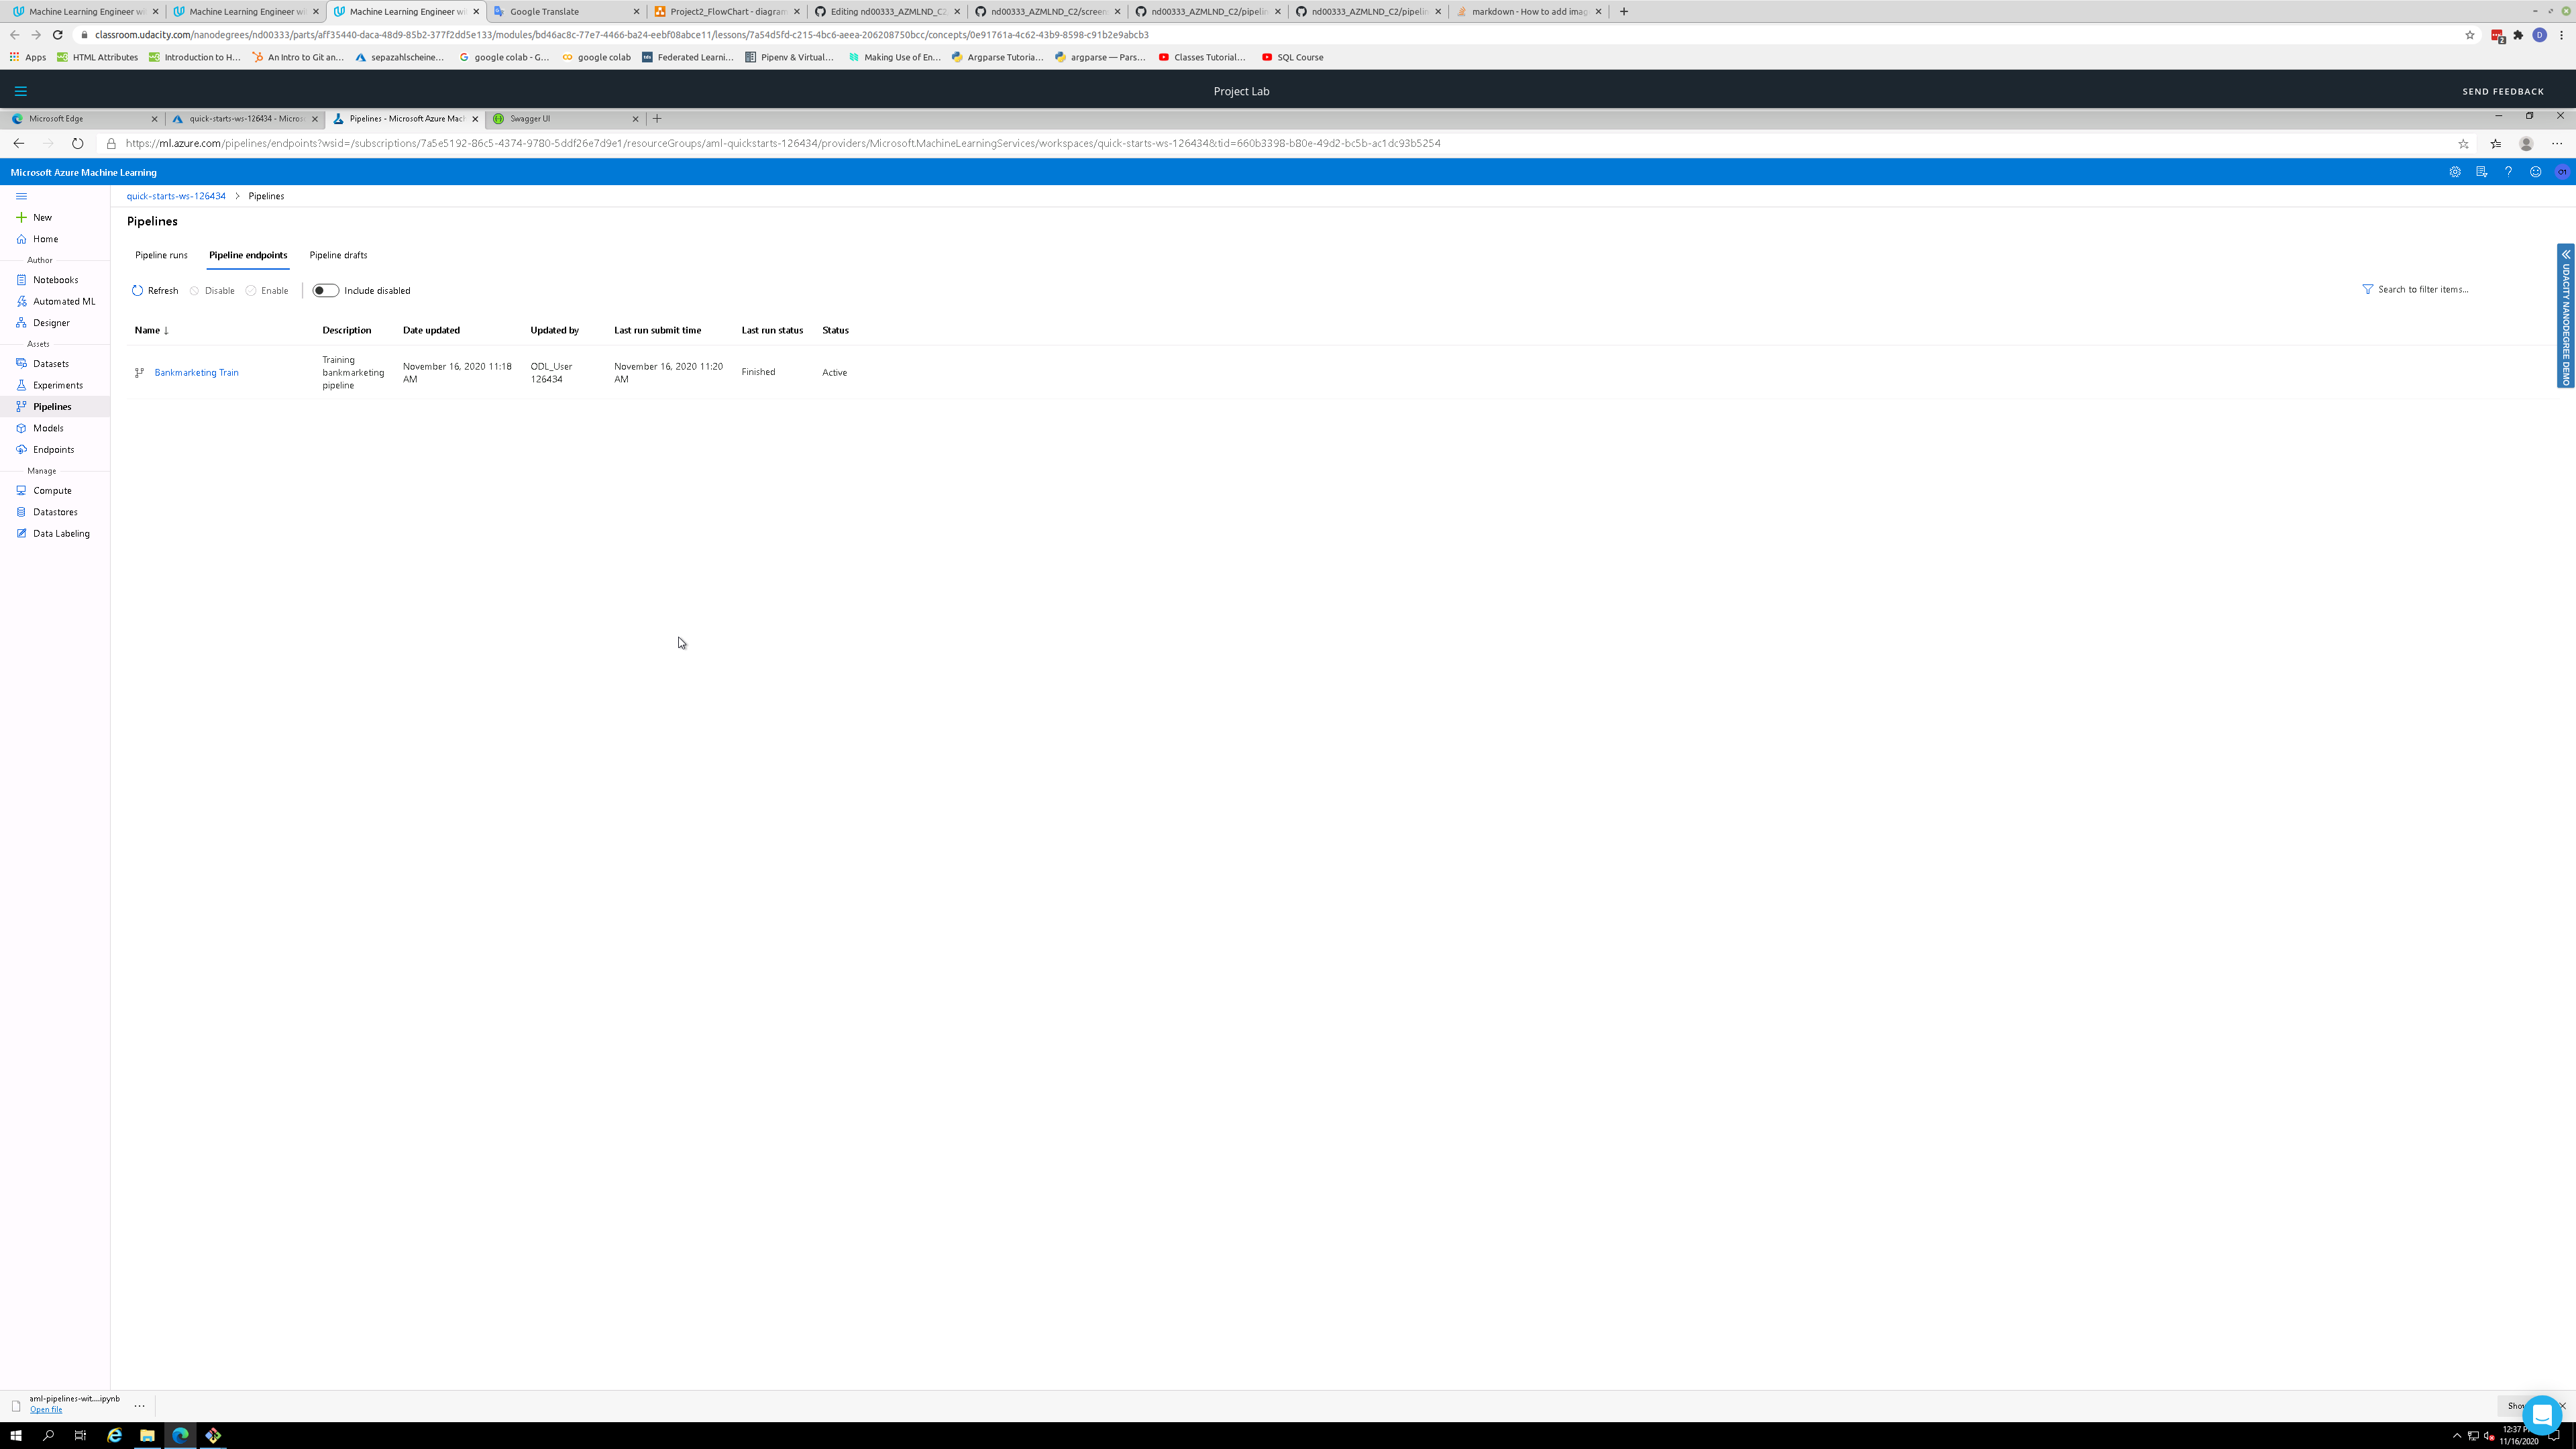 Machine Learning Engineer wi
Machine Learning Engineer wi
Machine Learning Engineer wi
Google Translate
Project2_FlowChart - diagram
Editing nd00333_AZMLND_C2
nd00333_AZMLND_C2/screen
nd00333_AZMLND_C2/pipelin
nd00333_AZMLND_C2/pipelin
markdown - How to add imag
classroom.udacity.com/nanodegrees/nd00333/parts/aff35440-daca-48d9-85b2-377f2dd5e133/modules/bd46ac8c-77e7-4466-ba24-eebf08abce11/lessons/7a54d5fd-c215-4bc6-aeea-206208750bcc/concepts/0e91761a-4c62-43b9-8598-c91b2e9abcb3
2
D
Apps
HTML Attributes
Introduction to H...
An Intro to Git an...
sepazahlscheine...
google colab - G...
google colab
Federated Learni...
Pipenv & Virtual...
Making Use of En...
Argparse Tutoria...
argparse — Pars...
Classes Tutorial...
SQL Course
Project Lab
SEND FEEDBACK
Microsoft Edge
quick-starts-ws-126434 - Micros
Pipelines - Microsoft Azure Mach
Swagger UI
https://ml.azure.com/pipelines/endpoints?wsid=/subscriptions/7a5e5192-86c5-4374-9780-5ddf26e7d9e1/resourceGroups/aml-quickstarts-126434/providers/Microsoft.MachineLearningServices/workspaces/quick-starts-ws-126434&tid=660b3398-b80e-49d2-bc5b-ac1dc93b5254
Microsoft Azure Machine Learning
quick-starts-ws-126434 > Pipelines
New
Home
Author
Notebooks
Automated ML
Designer
Assets
Datasets
Experiments
Pipelines
Models
Endpoints
Manage
Compute
Datastores
Data Labeling
Pipelines
Pipeline runs
Pipeline endpoints
Pipeline drafts
Refresh
Disable
Enable
Include disabled
Search to filter items...
Name ↓
Description
Date updated
Updated by
Last run submit time
Last run status
Status
Bankmarketing Train
Training
bankmarketing
pipeline
November 16, 2020 11:18
AM
ODL_User
126434
November 16, 2020 11:20
AM
Finished
Active
UDACITY NANODEGREE DEMO
aml-pipelines-wit....ipynb
Open file
12:37
11/16/2020